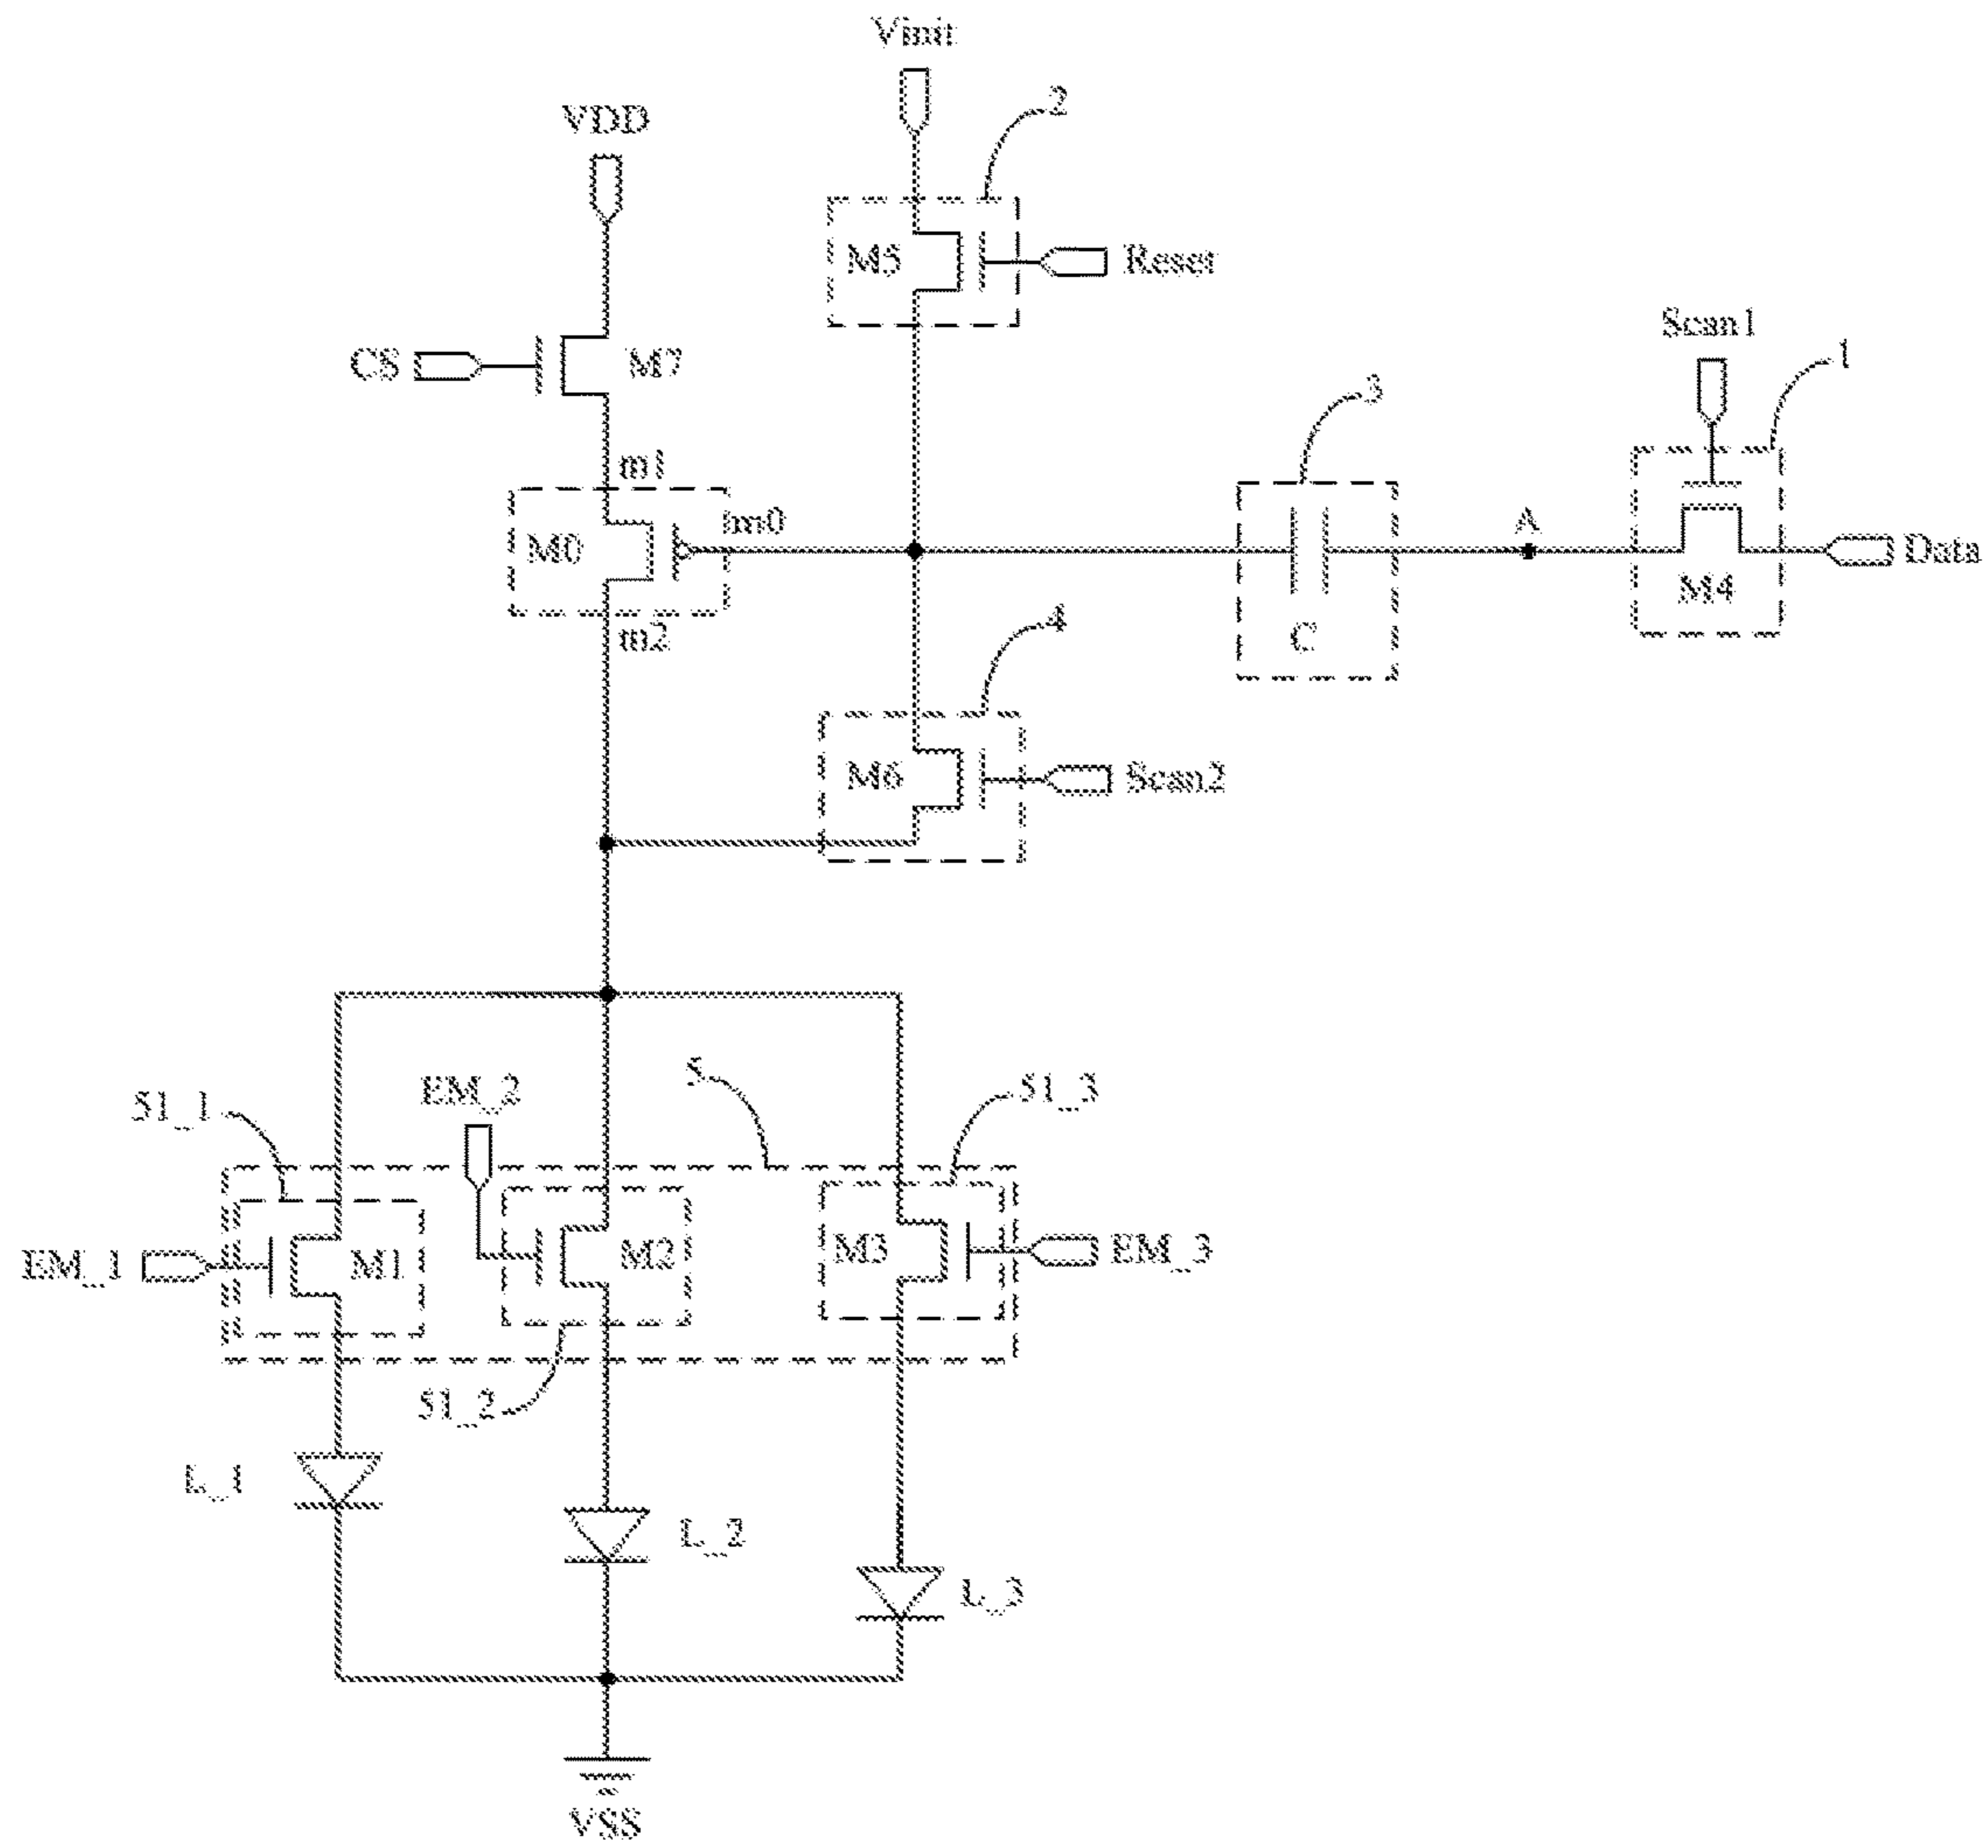 Vinit
VDD
2
M5
Reset
Scan1
CS
M7
3
1
m1
m0
M0
A
Data
M4
m2
C
4
M6
Scan2
5
EM_2
51_3
51_1
EM_1
M1
M2
M3
EM_3
51_2
L_1
L_2
L_3
VSS